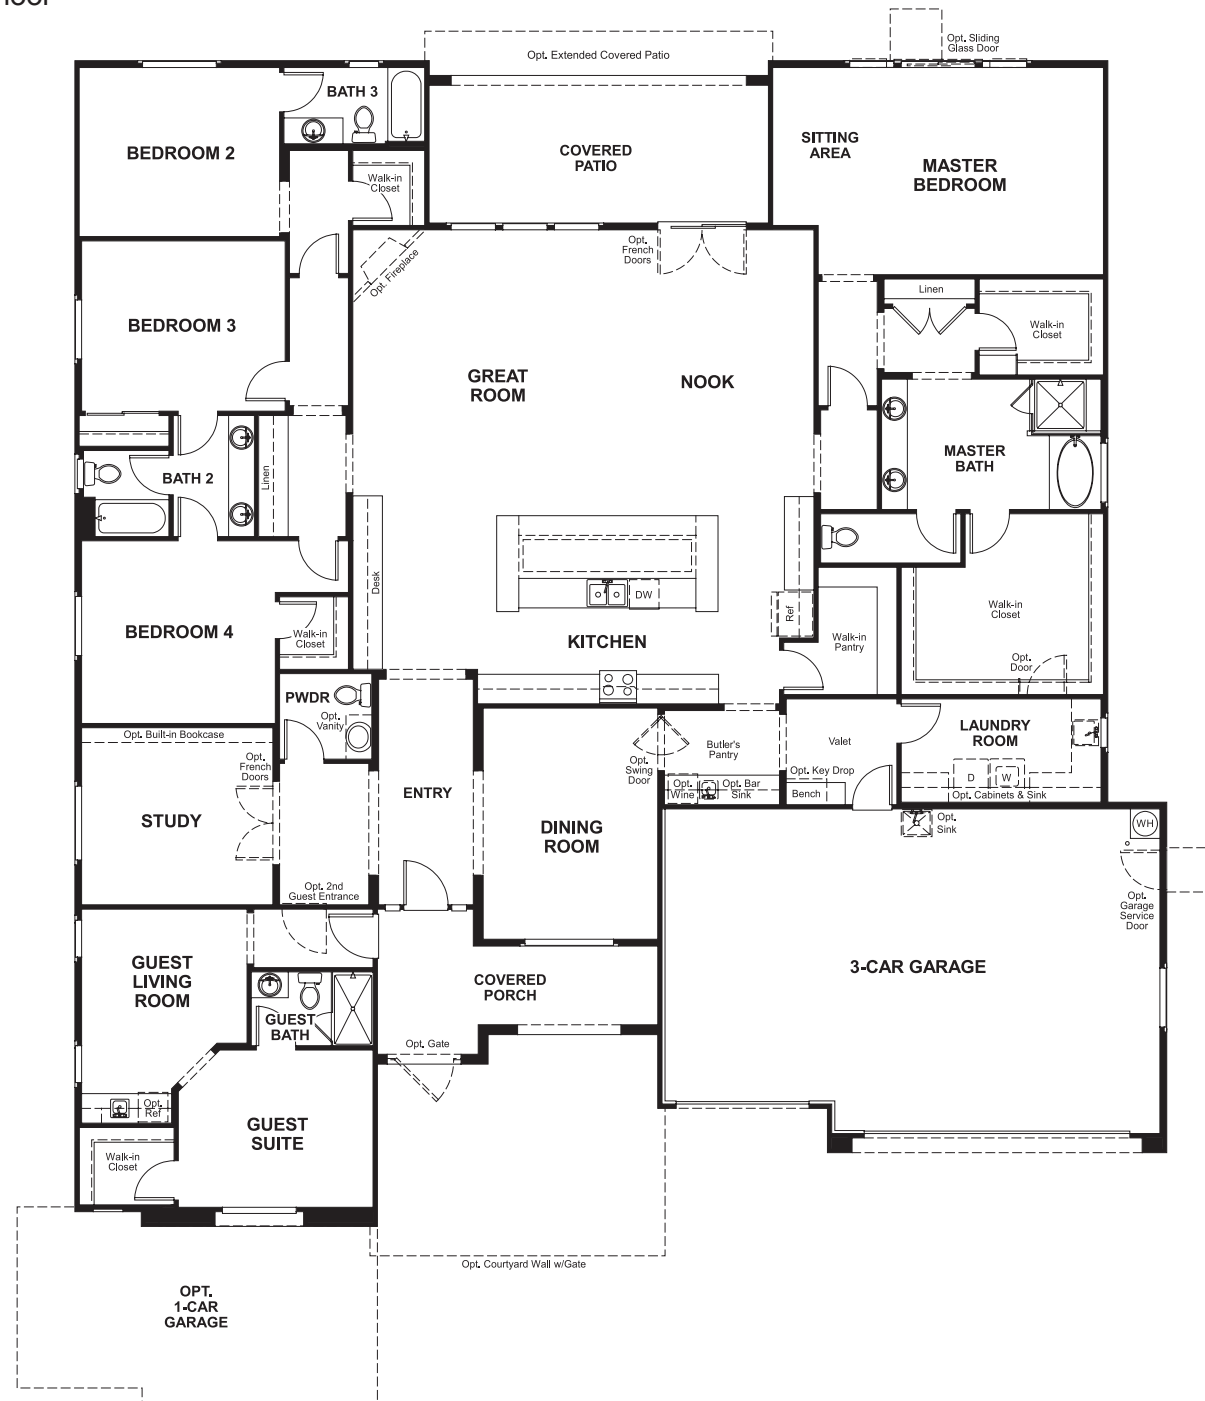 Opt. Sliding
Glass Door
Opt. Extended Covered Patio
BATH 3
BEDROOM 2
COVERED
PATIO
SITTING
AREA
MASTER
BEDROOM
Walk-in
Closet
Opt.
French
Doors
Opt. Fireplace
Linen
BEDROOM 3
Walk-in
Closet
GREAT
ROOM
NOOK
MASTER
BATH
BATH 2
Linen
Desk
DW
Ref
Walk-in
Closet
BEDROOM 4
Walk-in
Closet
KITCHEN
Walk-in
Pantry
Opt.
Door
PWDR
Opt.
Vanity
Opt. Built-in Bookcase
Opt.
French
Doors
Opt.
Swing
Door
Butler's
Pantry
Valet
LAUNDRY
ROOM
Opt. Key Drop
D
W
Opt.
Wine
Opt. Bar
Sink
Bench
Opt. Cabinets & Sink
ENTRY
STUDY
DINING
ROOM
Opt.
Sink
WH
Opt. 2nd
Guest Entrance
Opt.
Garage
Service
Door
GUEST
LIVING
ROOM
COVERED
PORCH
3-CAR GARAGE
GUEST
BATH
Opt. Gate
Opt.
Ref
GUEST
SUITE
Walk-in
Closet
Opt. Courtyard Wall w/Gate
OPT.
1-CAR
GARAGE